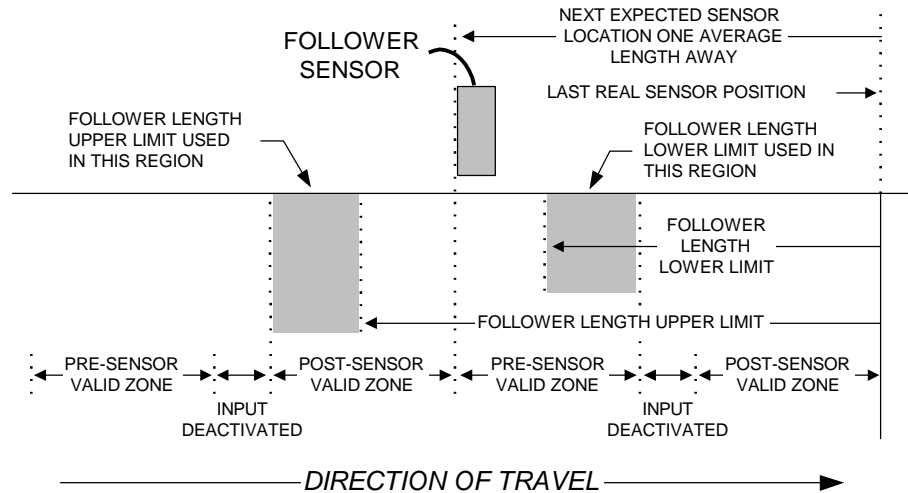 NEXT EXPECTED SENSOR
LOCATION ONE AVERAGE
LENGTH AWAY
FOLLOWER
SENSOR
LAST REAL SENSOR POSITION
FOLLOWER LENGTH
UPPER LIMIT USED
IN THIS REGION
FOLLOWER LENGTH
LOWER LIMIT USED IN
THIS REGION
FOLLOWER
LENGTH
LOWER LIMIT
FOLLOWER LENGTH UPPER LIMIT
PRE-SENSOR
VALID ZONE
POST-SENSOR
VALID ZONE
PRE-SENSOR
VALID ZONE
POST-SENSOR
VALID ZONE
INPUT
DEACTIVATED
INPUT
DEACTIVATED
DIRECTION OF TRAVEL